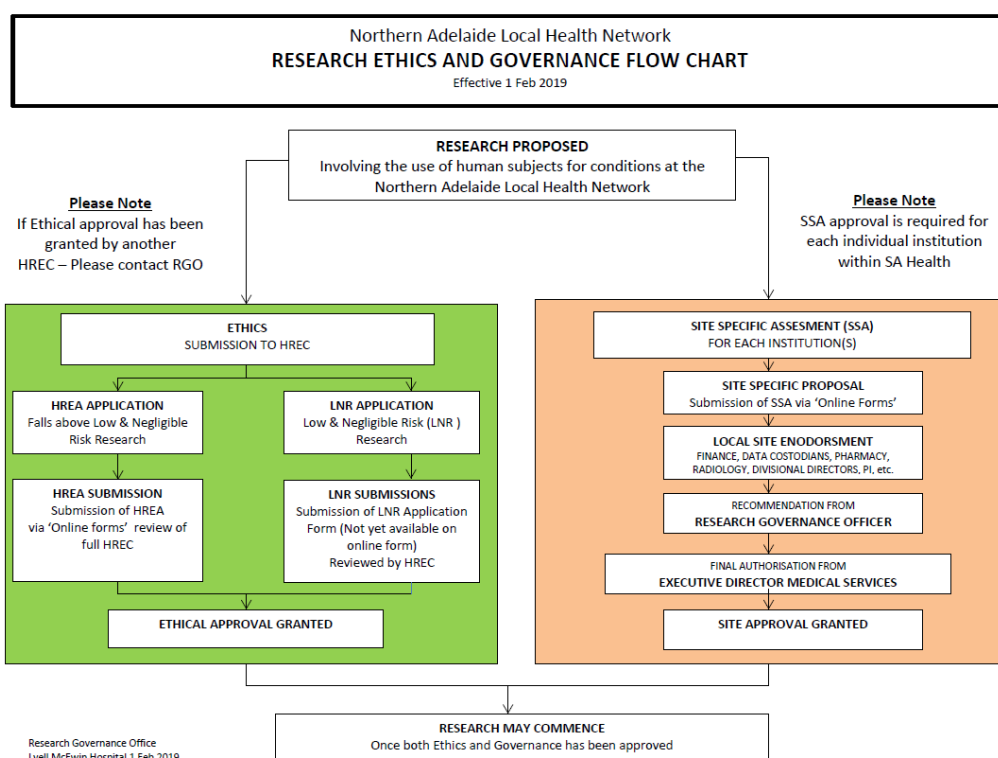 Northern Adelaide Local Health Network
RESEARCH ETHICS AND GOVERNANCE FLOW CHART
Effective 1 Feb 2019
RESEARCH PROPOSED
Involving the use of human subjects for conditions at the
Northern Adelaide Local Health Network
Please Note
If Ethical approval has been
granted by another
HREC – Please contact RGO
Please Note
SSA approval is required for
each individual institution
within SA Health
ETHICS
SUBMISSION TO HREC
HREA APPLICATION
Falls above Low & Negligible
Risk Research
LNR APPLICATION
Low & Negligible Risk (LNR )
Research
HREA SUBMISSION
Submission of HREA
via ‘Online forms’ review of
full HREC
LNR SUBMISSIONS
Submission of LNR Application
Form (Not yet available on
online form)
Reviewed by HREC
ETHICAL APPROVAL GRANTED
SITE SPECIFIC ASSESMENT (SSA)
FOR EACH INSTITUTION(S)
SITE SPECIFIC PROPOSAL
Submission of SSA via ‘Online Forms’
LOCAL SITE ENODORSMENT
FINANCE, DATA CUSTODIANS, PHARMACY,
RADIOLOGY, DIVISIONAL DIRECTORS, PI, etc.
RECOMMENDATION FROM
RESEARCH GOVERNANCE OFFICER
FINAL AUTHORISATION FROM
EXECUTIVE DIRECTOR MEDICAL SERVICES
SITE APPROVAL GRANTED
RESEARCH MAY COMMENCE
Once both Ethics and Governance has been approved
Research Governance Office
Lyell McEwin Hospital 1 Feb 2019